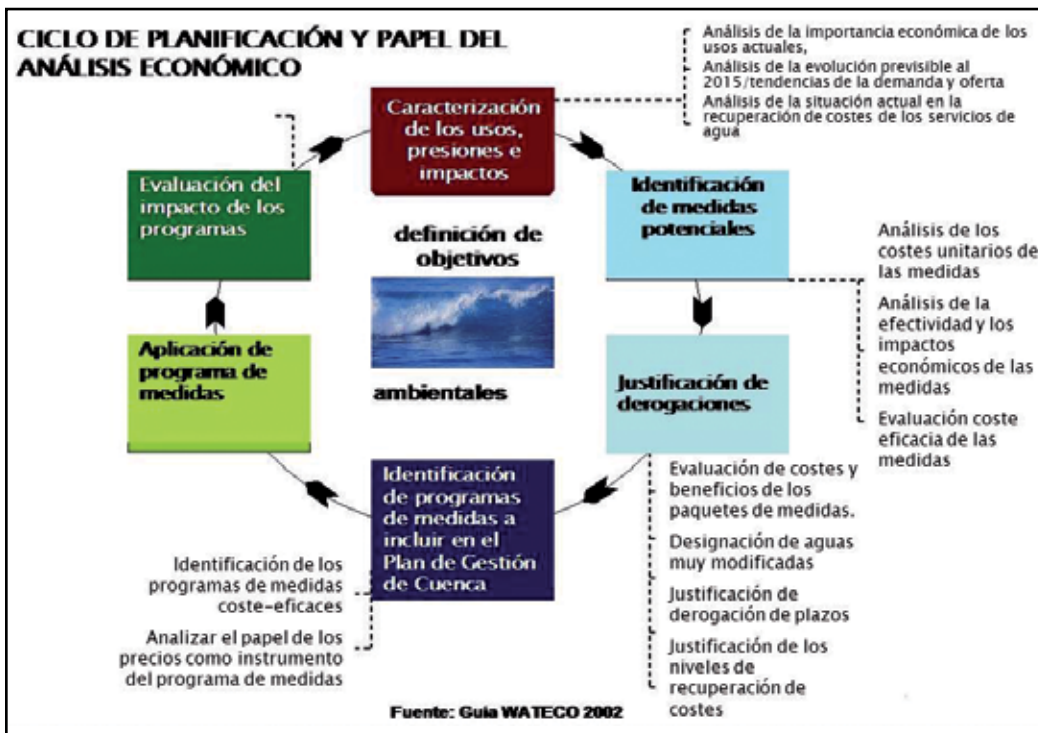 CICLO DE PLANIFICACIÓN Y PAPEL DEL
ANÁLISIS ECONÓMICO
Caracterización
de los usos,
presiones e
impactos
Análisis de la importancia económica de los
usos actuales,
Análisis de la evolución previsible al
2015/tendencias de la demanda y oferta
Análisis de la situación actual en la
recuperación de costes de los servicios de
agua
Identificación
de medidas
potenciales
Análisis de los
costes unitarios de
las medidas
Análisis de la
efectividad y los
impactos
económicos de las
medidas
Evaluación coste
eficacia de las
medidas
Justificación de
derogaciones
Evaluación de costes y
beneficios de los
paquetes de medidas.
Designación de aguas
muy modificadas
Justificación de
derogación de plazos
Justificación de los
niveles de
recuperación de
costes
Identificación
de programas
de medidas a
incluir en el
Plan de Gestión
de Cuenca
Identificación de los
programas de medidas
coste-eficaces
Analizar el papel de los
precios como instrumento
del programa de medidas
Aplicación de
programa de
medidas
Evaluación del
impacto de los
programas
definición de
objetivos
ambientales
Fuente: Guia WATECO 2002